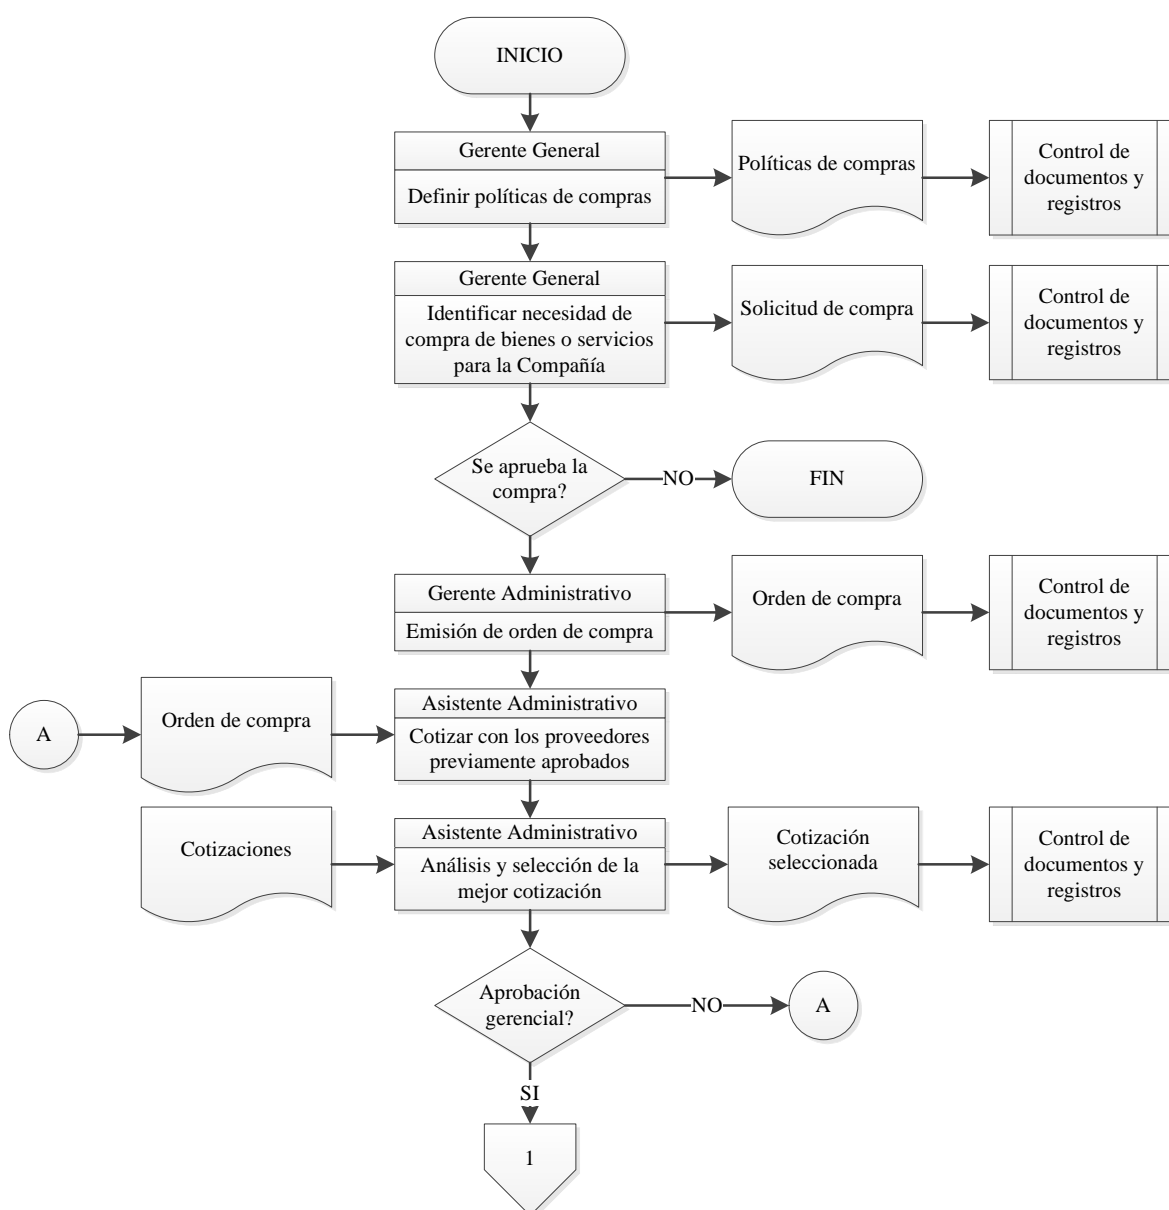 INICIO
Gerente General
Definir políticas de compras
Políticas de compras
Control de
documentos y
registros
Gerente General
Identificar necesidad de
compra de bienes o servicios
para la Compañía
Solicitud de compra
Control de
documentos y
registros
Se aprueba la
compra?
NO
FIN
Gerente Administrativo
Emisión de orden de compra
Orden de compra
Control de
documentos y
registros
A
Orden de compra
Asistente Administrativo
Cotizar con los proveedores
previamente aprobados
Cotizaciones
Asistente Administrativo
Análisis y selección de la
mejor cotización
Cotización
seleccionada
Control de
documentos y
registros
Aprobación
gerencial?
NO
A
SI
1